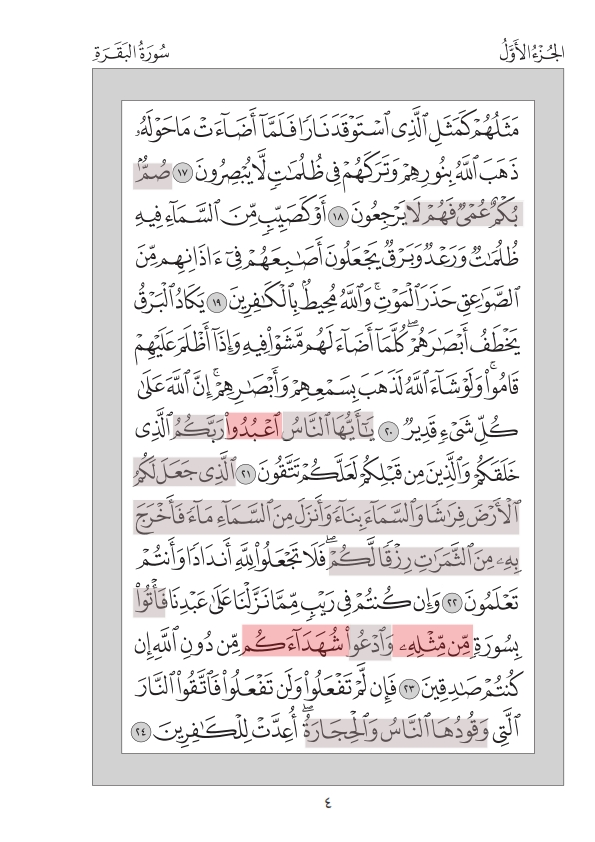 الجُزْءُ الأَوَّلُ
سُورَةُ البَقَرَةِ
مَثَلُهُمْ كَمَثَلِ ٱلَّذِى ٱسْتَوْقَدَ نَارًا فَلَمَّآ أَضَآءَتْ مَا حَوْلَهُۥ
ذَهَبَ ٱللَّهُ بِنُورِهِمْ وَتَرَكَهُمْ فِى ظُلُمَٰتٍ لَّا يُبْصِرُونَ ١٧ صُمٌّۢ
بُكْمٌ عُمْىٌ فَهُمْ لَا يَرْجِعُونَ ١٨ أَوْ كَصَيِّبٍ مِّنَ ٱلسَّمَآءِ فِيهِ
ظُلُمَٰتٌ وَرَعْدٌ وَبَرْقٌ يَجْعَلُونَ أَصَٰبِعَهُمْ فِىٓ ءَاذَانِهِم مِّنَ
ٱلصَّوَٰعِقِ حَذَرَ ٱلْمَوْتِ ۚ وَٱللَّهُ مُحِيطٌۢ بِٱلْكَٰفِرِينَ ١٩ يَكَادُ ٱلْبَرْقُ
يَخْطَفُ أَبْصَٰرَهُمْ ۖ كُلَّمَآ أَضَآءَ لَهُم مَّشَوْا۟ فِيهِ وَإِذَآ أَظْلَمَ عَلَيْهِمْ
قَامُوا۟ ۚ وَلَوْ شَآءَ ٱللَّهُ لَذَهَبَ بِسَمْعِهِمْ وَأَبْصَٰرِهِمْ ۚ إِنَّ ٱللَّهَ عَلَىٰ
كُلِّ شَىْءٍ قَدِيرٌ ٢٠ يَٰٓأَيُّهَا ٱلنَّاسُ ٱعْبُدُوا۟ رَبَّكُمُ ٱلَّذِى
خَلَقَكُمْ وَٱلَّذِينَ مِن قَبْلِكُمْ لَعَلَّكُمْ تَتَّقُونَ ٢١ ٱلَّذِى جَعَلَ لَكُمُ
ٱلْأَرْضَ فِرَٰشًا وَٱلسَّمَآءَ بِنَآءً وَأَنزَلَ مِنَ ٱلسَّمَآءِ مَآءً فَأَخْرَجَ
بِهِۦ مِنَ ٱلثَّمَرَٰتِ رِزْقًا لَّكُمْ ۖ فَلَا تَجْعَلُوا۟ لِلَّهِ أَندَادًا وَأَنتُمْ
تَعْلَمُونَ ٢٢ وَإِن كُنتُمْ فِى رَيْبٍ مِّمَّا نَزَّلْنَا عَلَىٰ عَبْدِنَا فَأْتُوا۟
بِسُورَةٍ مِّن مِّثْلِهِۦ وَٱدْعُوا۟ شُهَدَآءَكُم مِّن دُونِ ٱللَّهِ إِن
كُنتُمْ صَٰدِقِينَ ٢٣ فَإِن لَّمْ تَفْعَلُوا۟ وَلَن تَفْعَلُوا۟ فَٱتَّقُوا۟ ٱلنَّارَ
ٱلَّتِى وَقُودُهَا ٱلنَّاسُ وَٱلْحِجَارَةُ ۖ أُعِدَّتْ لِلْكَٰفِرِينَ ٢٤
٤